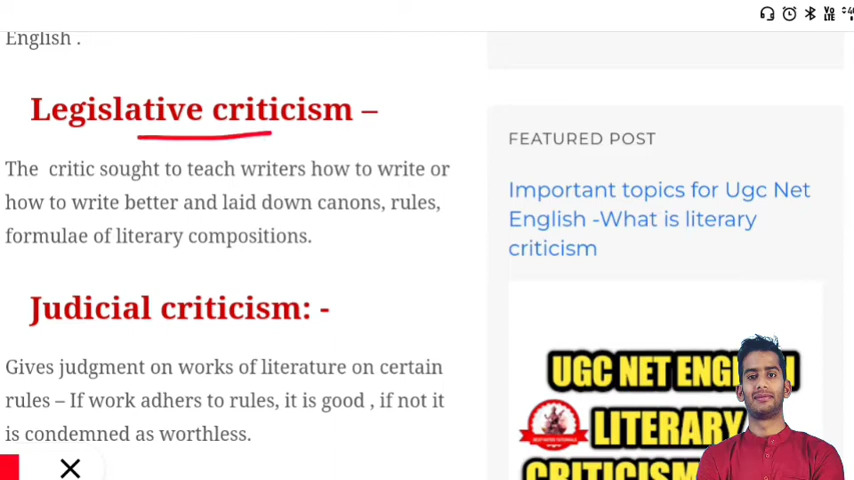 English .
Legislative criticism –
The critic sought to teach writers how to write or
how to write better and laid down canons, rules,
formulae of literary compositions.
Judicial criticism: -
Gives judgment on works of literature on certain
rules – If work adheres to rules, it is good , if not it
is condemned as worthless.
FEATURED POST
Important topics for Ugc Net
English -What is literary
criticism
UGC NET
LITERARY
CRITICISM